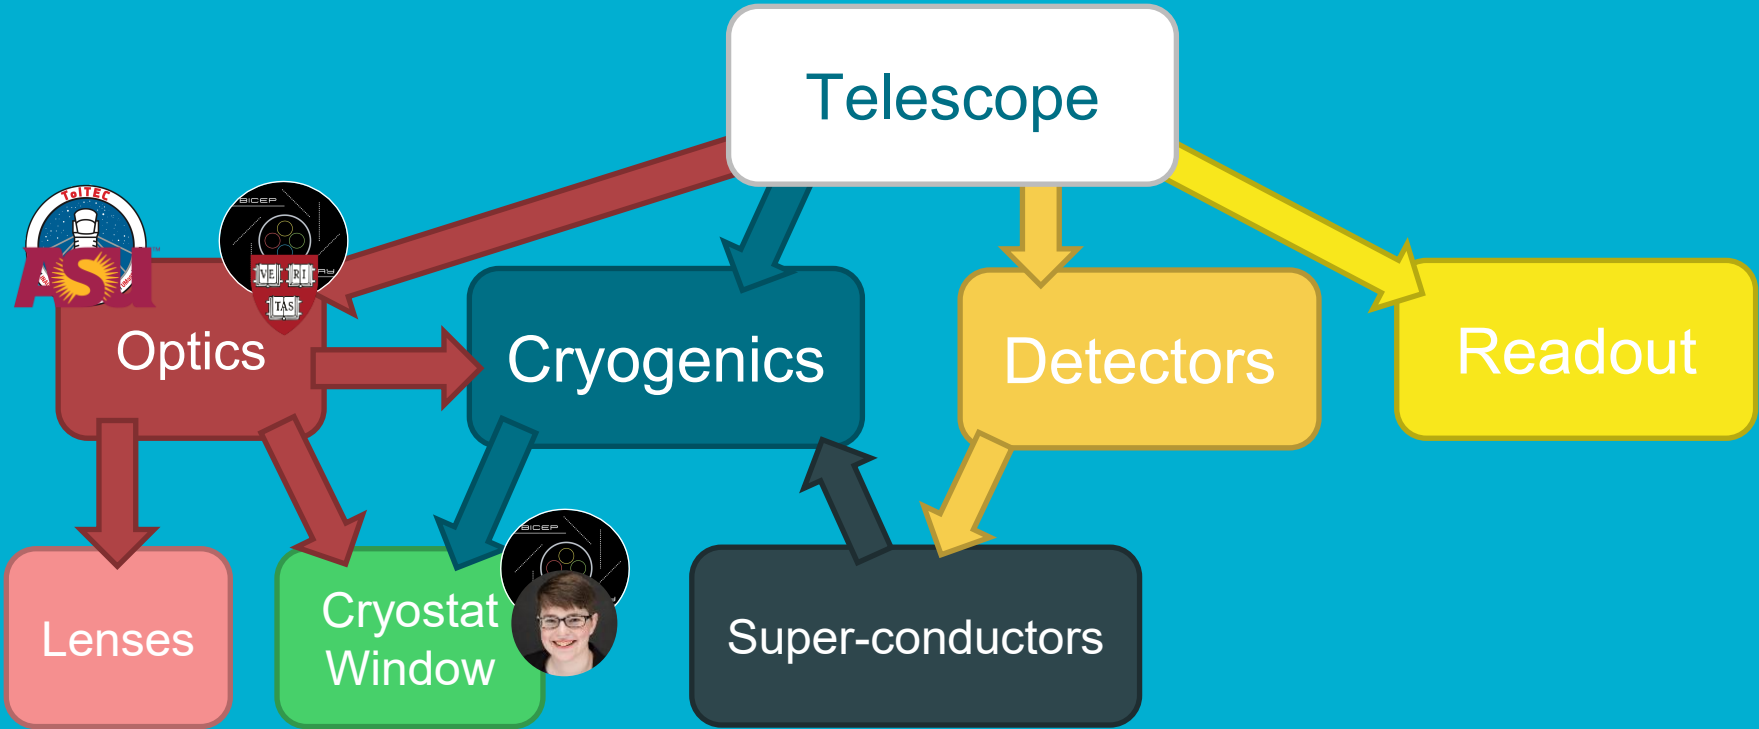 Telescope
TolTEC
ASU
BICEP
VE RI
TAS
Optics
Cryogenics
Detectors
Readout
Lenses
Cryostat
Window
BICEP
Super-conductors